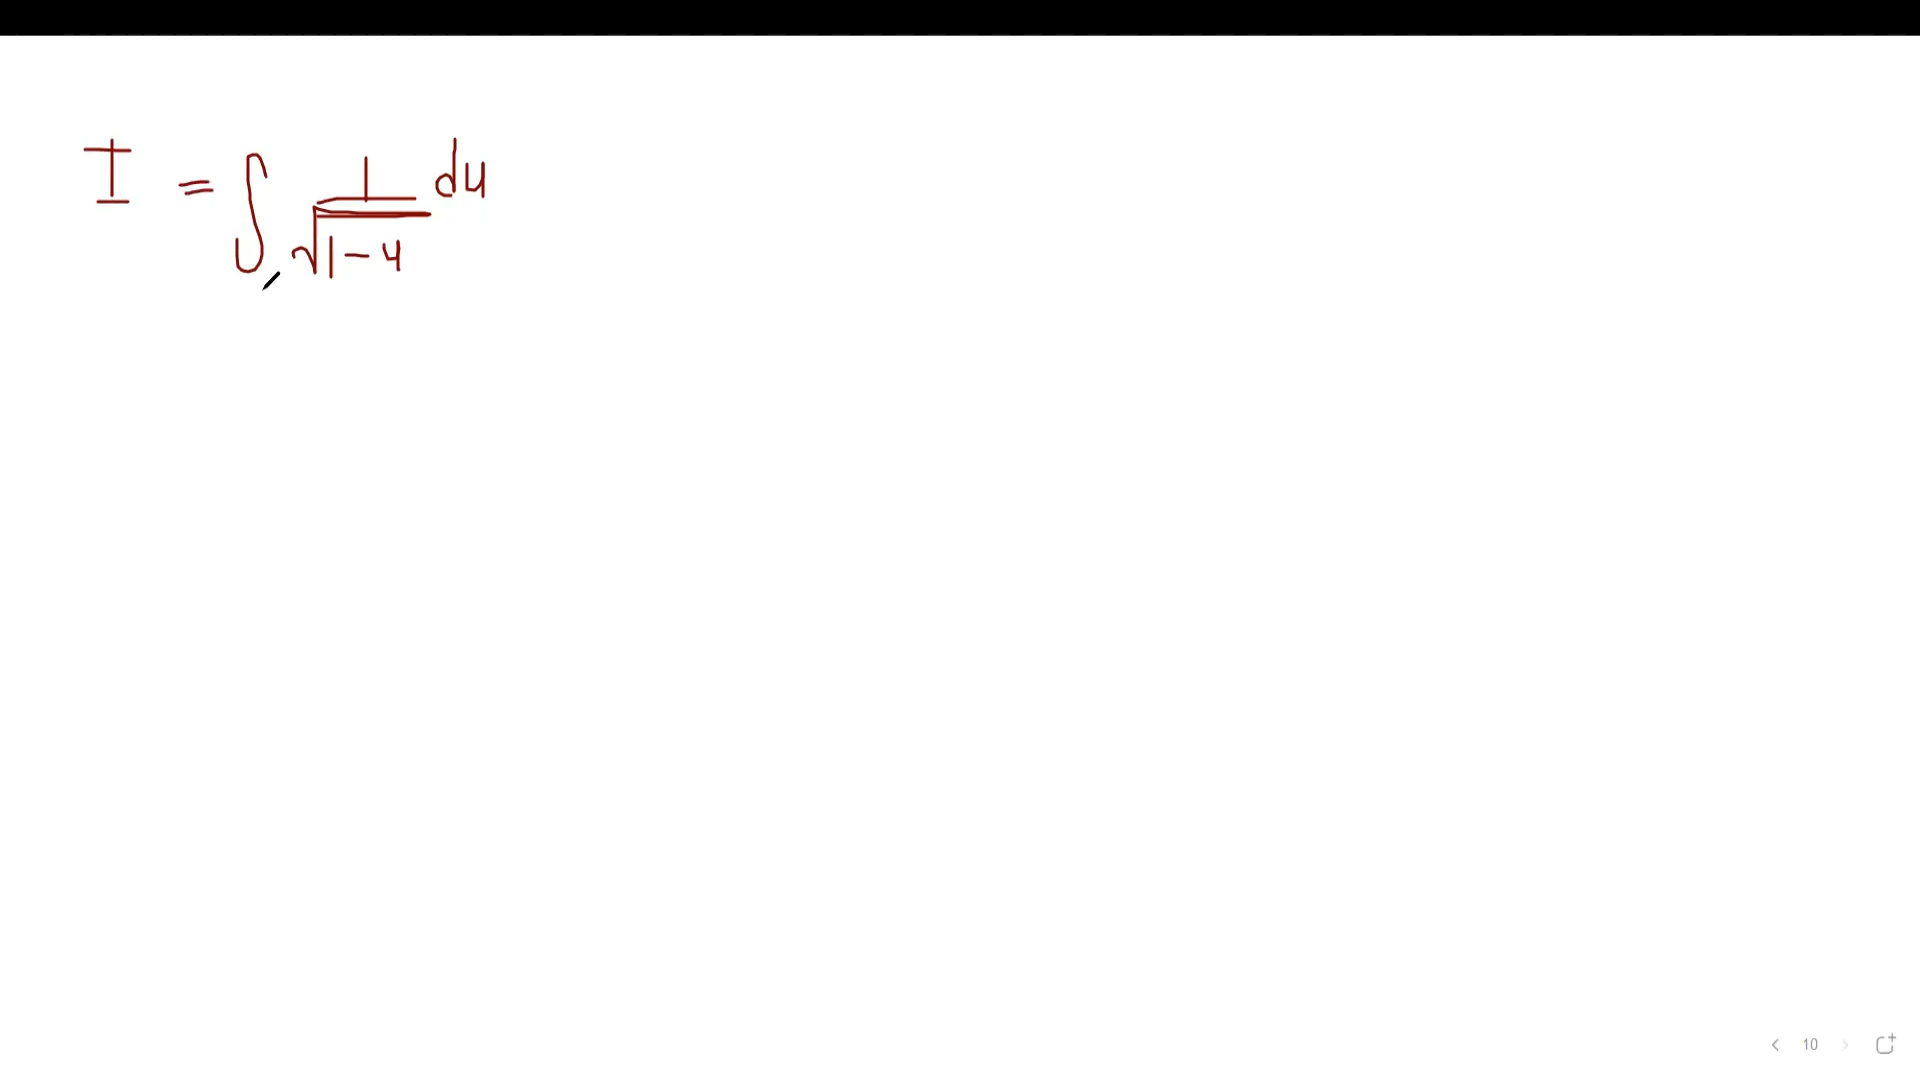 I = ∫ 1/√(1-u) du
10